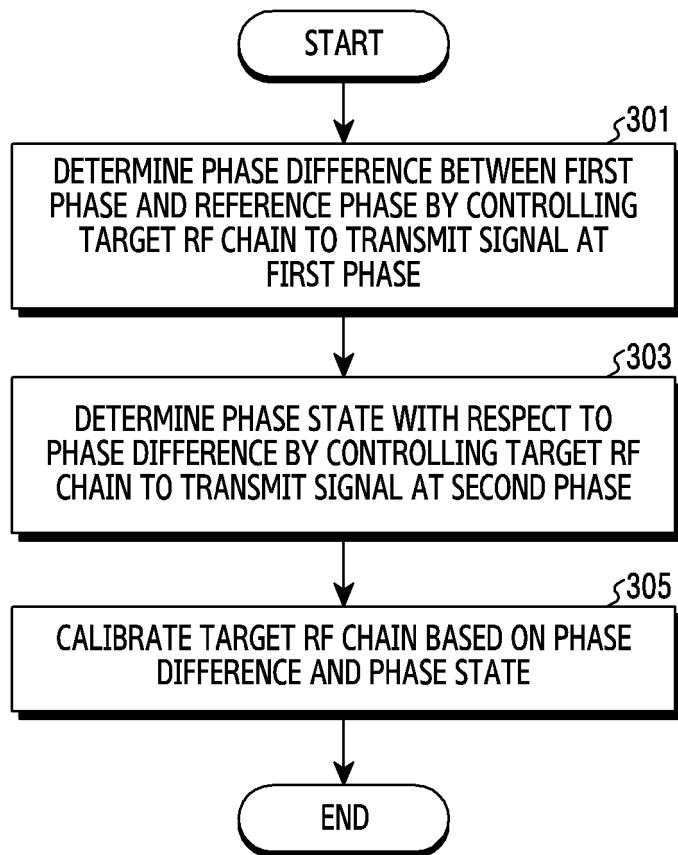 START
301
DETERMINE PHASE DIFFERENCE BETWEEN FIRST
PHASE AND REFERENCE PHASE BY CONTROLLING
TARGET RF CHAIN TO TRANSMIT SIGNAL AT
FIRST PHASE
303
DETERMINE PHASE STATE WITH RESPECT TO
PHASE DIFFERENCE BY CONTROLLING TARGET RF
CHAIN TO TRANSMIT SIGNAL AT SECOND PHASE
305
CALIBRATE TARGET RF CHAIN BASED ON PHASE
DIFFERENCE AND PHASE STATE
END